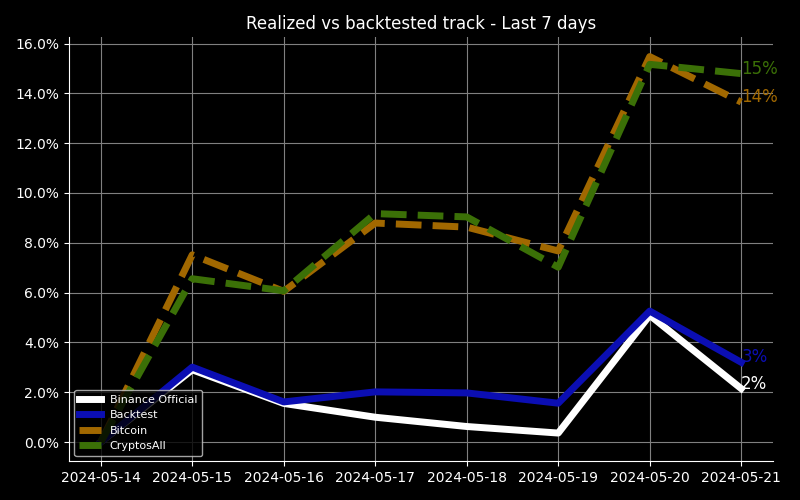 Realized vs backtested track - Last 7 days
16.0%
14.0%
12.0%
10.0%
8.0%
6.0%
4.0%
2.0%
0.0%
15%
14%
3%
2%
Binance Official
Backtest
Bitcoin
CryptosAll
2024-05-14 2024-05-15 2024-05-16 2024-05-17 2024-05-18 2024-05-19 2024-05-20 2024-05-21